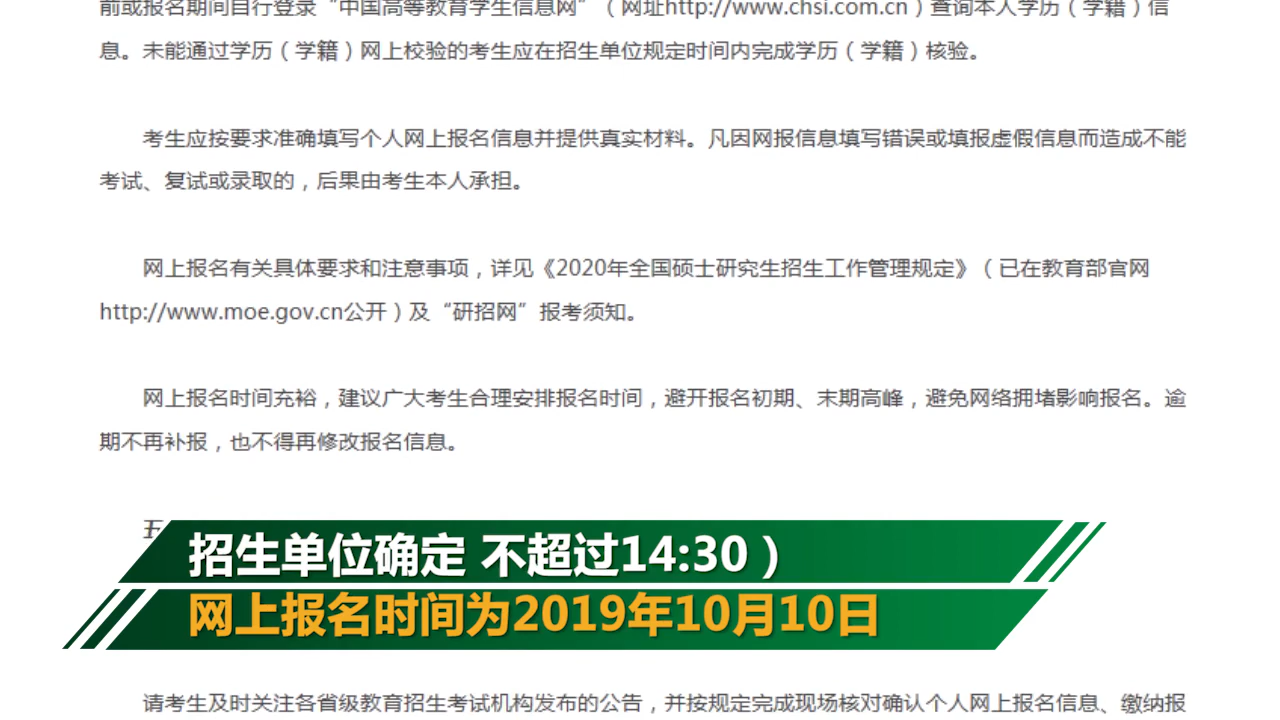 前或报名期间自行登录“中国高等教育学生信息网”（网址http://www.chsi.com.cn）查询本人学历（学籍）信
息。未能通过学历（学籍）网上校验的考生应在招生单位规定时间内完成学历（学籍）核验。
考生应按要求准确填写个人网上报名信息并提供真实材料。凡因网报信息填写错误或填报虚假信息而造成不能
考试、复试或录取的，后果由考生本人承担。
网上报名有关具体要求和注意事项，详见《2020年全国硕士研究生招生工作管理规定》（已在教育部官网
http://www.moe.gov.cn公开）及“研招网”报考须知。
网上报名时间充裕，建议广大考生合理安排报名时间，避开报名初期、末期高峰，避免网络拥堵影响报名。逾
期不再补报，也不得再修改报名信息。
五
招生单位确定 不超过14:30）
网上报名时间为2019年10月10日
请考生及时关注各省级教育招生考试机构发布的公告，并按规定完成现场核对确认个人网上报名信息、缴纳报